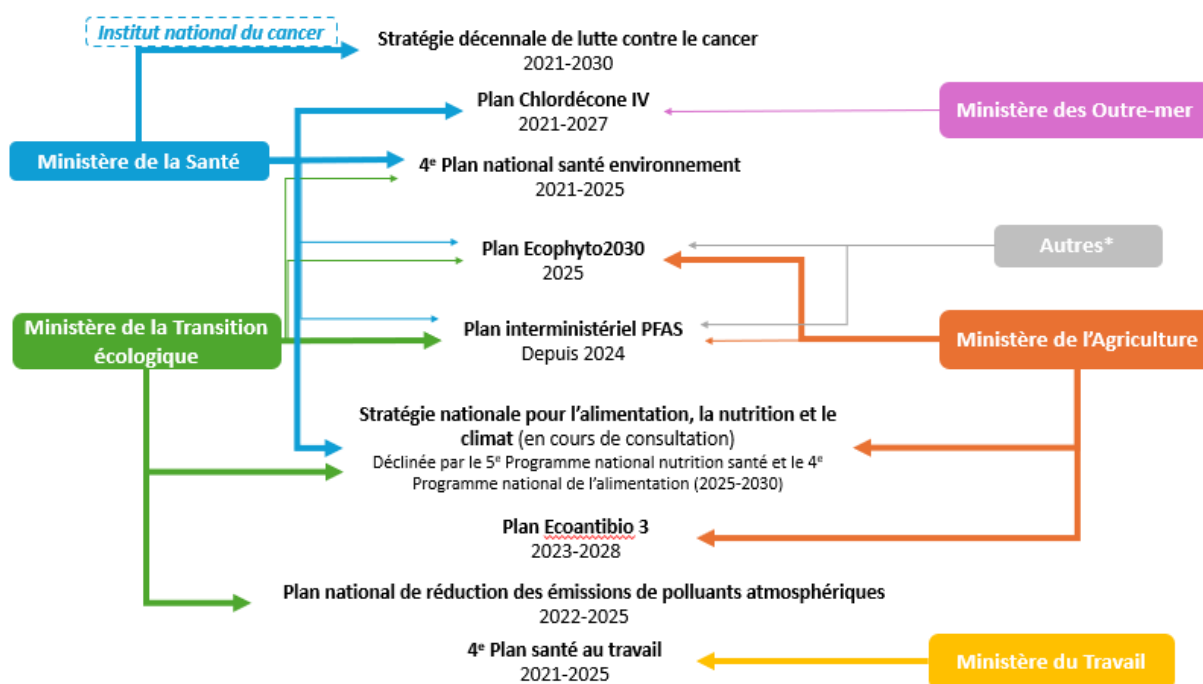 Institut national du cancer
Stratégie décennale de lutte contre le cancer
2021-2030
Plan Chlordécone IV
2021-2027
Ministère des Outre-mer
Ministère de la Santé
4ᵉ Plan national santé environnement
2021-2025
Plan Ecophyto2030
2025
Autres*
Ministère de la Transition
écologique
Plan interministériel PFAS
Depuis 2024
Ministère de l’Agriculture
Stratégie nationale pour l’alimentation, la nutrition et le
climat (en cours de consultation)
Déclinée par le 5ᵉ Programme national nutrition santé et le 4ᵉ
Programme national de l’alimentation (2025-2030)
Plan Ecoantibio 3
2023-2028
Plan national de réduction des émissions de polluants atmosphériques
2022-2025
4ᵉ Plan santé au travail
2021-2025
Ministère du Travail